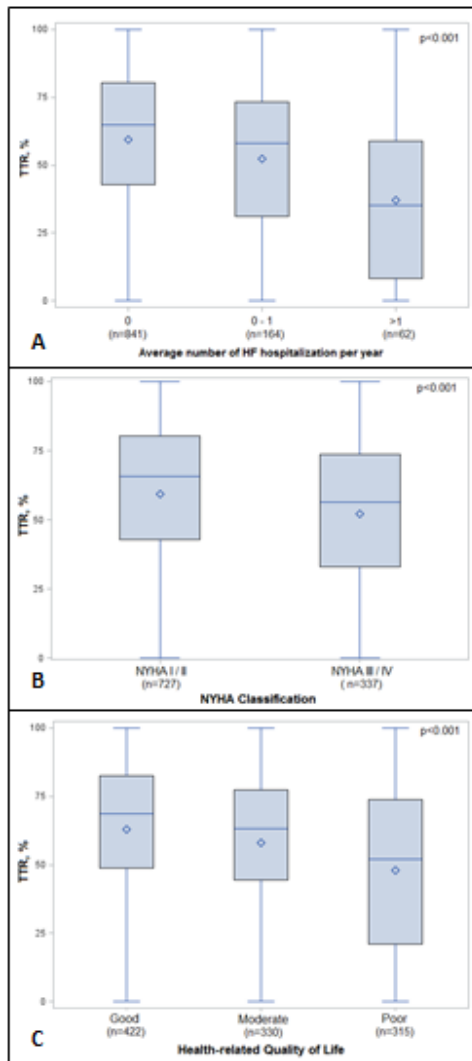 p<0.001
100
75
50
25
0
TTR, %
0 0 - 1 >1
(n=841) (n=164) (n=62)
A
Average number of HF hospitalization per year
p<0.001
100
75
50
25
0
TTR, %
NYHA I / II NYHA III / IV
(n=727) ( n=337)
B
NYHA Classification
p<0.001
100
75
50
25
0
TTR, %
Good Moderate Poor
(n=422) (n=330) (n=315)
C
Health-related Quality of Life